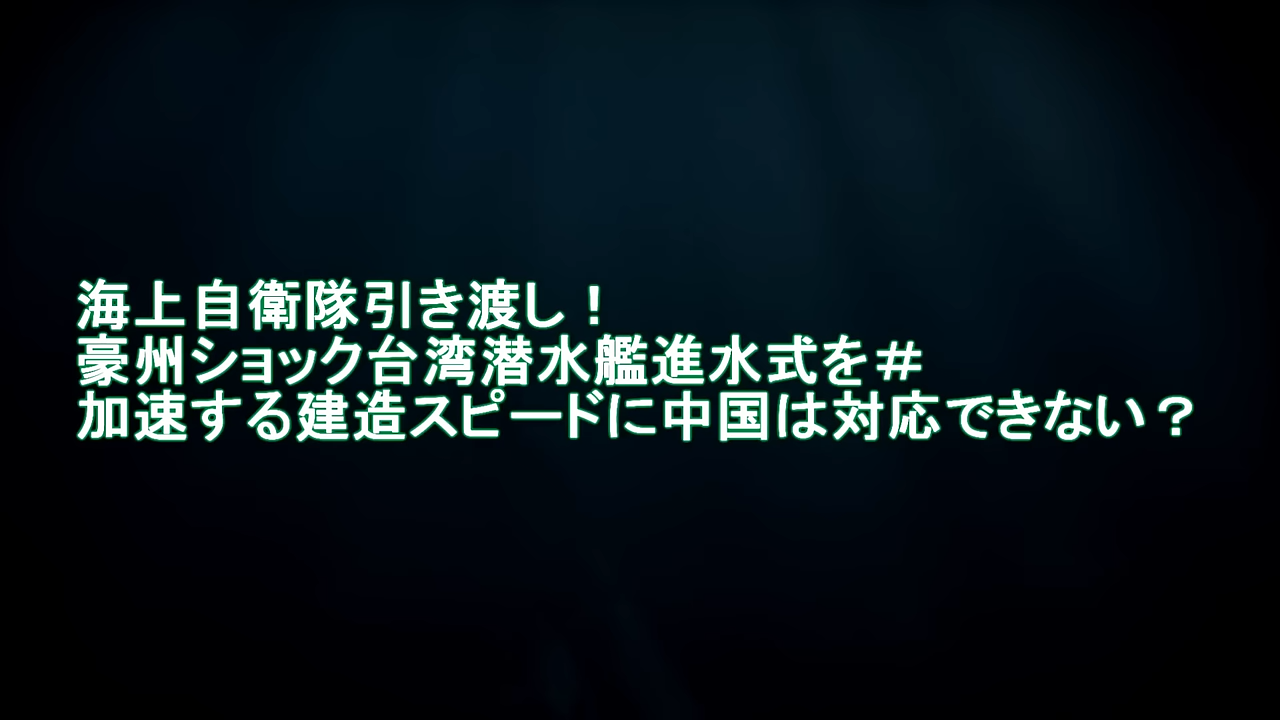 海上自衛隊引き渡し！
豪州ショック台湾潜水艦進水式を＃
加速する建造スピードに中国は対応できない？